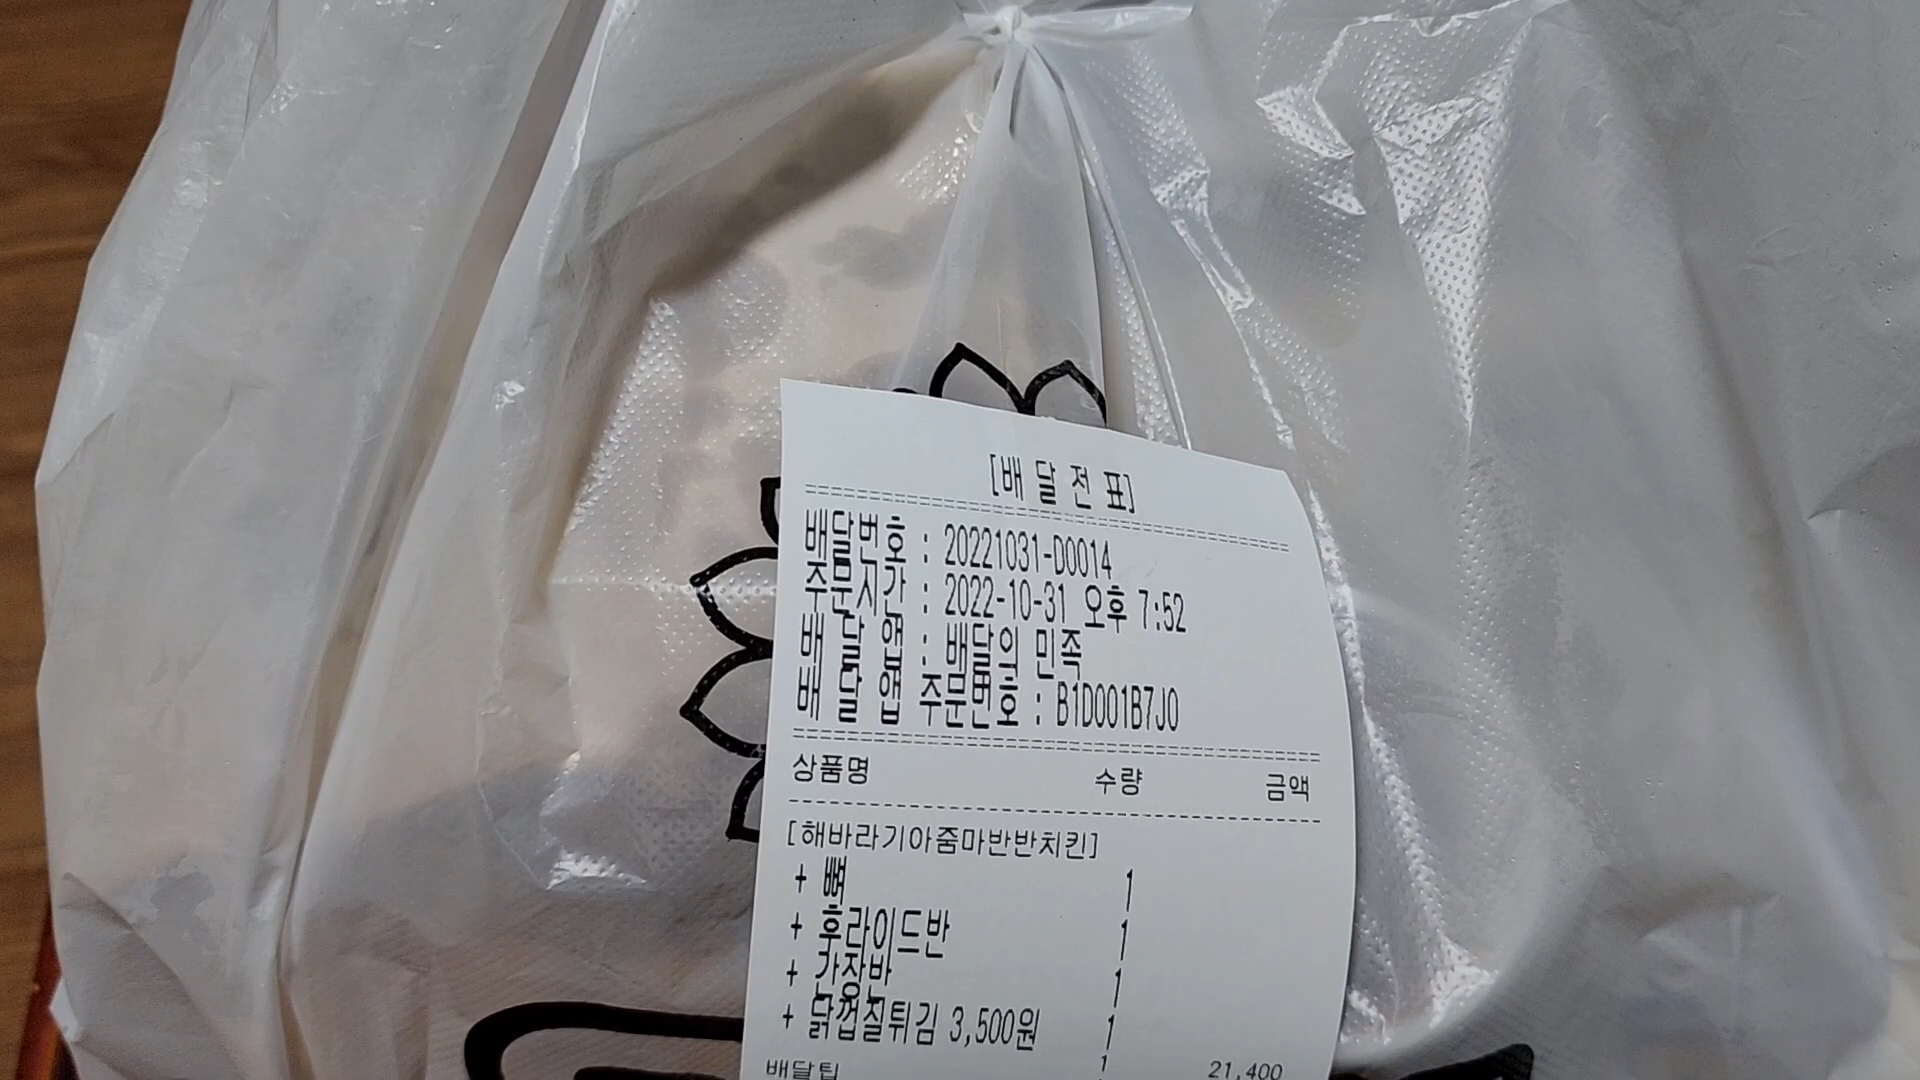 [배 달 전 표]
배달번호 : 20221031-D0014
주문시간 : 2022-10-31 오후 7:52
배 달 앱 : 배달의 민족
배 달 앱 주문번호 : B1D001B7J0
상품명 수량 금액
[해바라기아줌마반반치킨]
+ 뼈 1
+ 후라이드반 1
+ 간장반 1
+ 닭껍질튀김 3,500원 1
1 21,400
배달팁